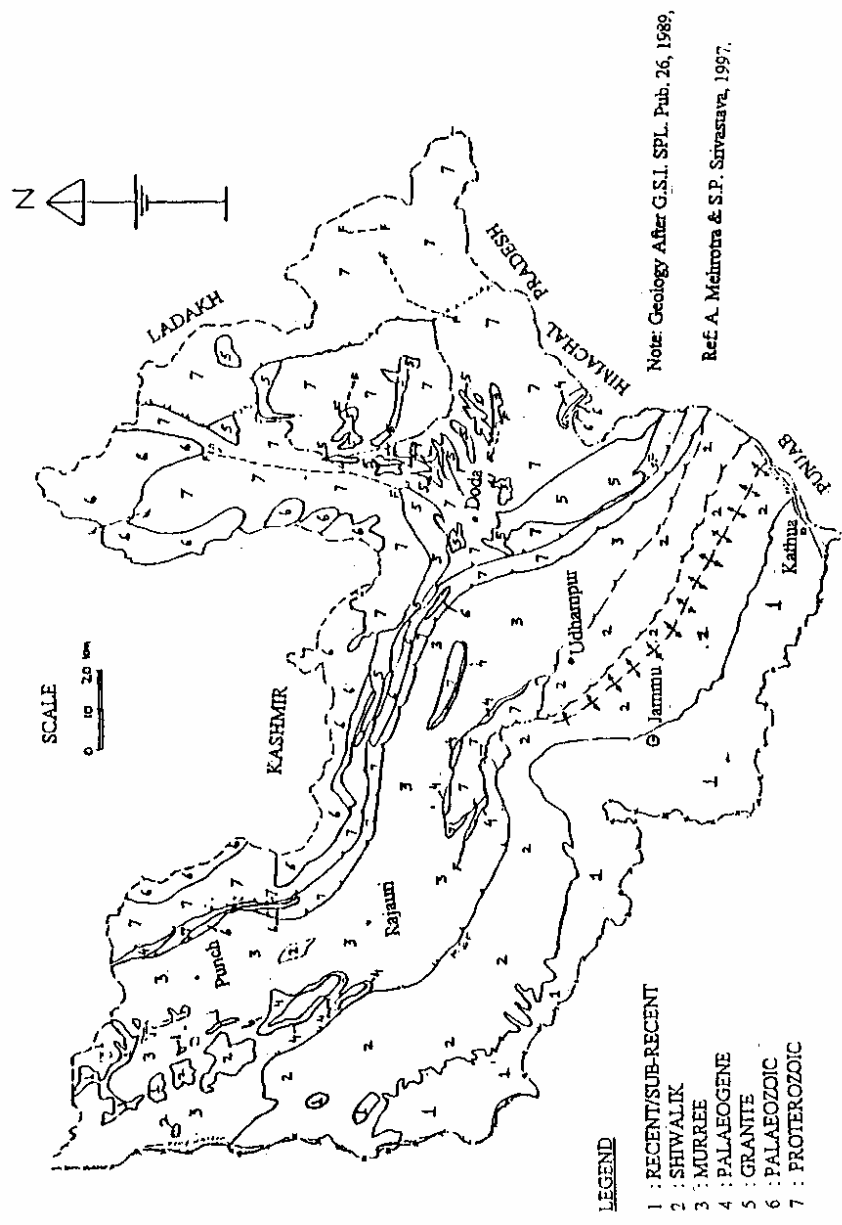 N
SCALE
0 10 20 km
LADAKH
KASHMIR
HIMACHAL PRADESH
PUNJAB
Punch
Rajauri
Doda
Udhampur
Jammu
Kathua
Note: Geology After G.S.I. SPL. Pub. 26, 1989,
Ref. A. Mehrotra & S.P. Srivastava, 1997.
LEGEND
1 : RECENT/SUB-RECENT
2 : SHIWALIK
3 : MURREE
4 : PALAEOGENE
5 : GRANITE
6 : PALAEOZOIC
7 : PROTEROZOIC